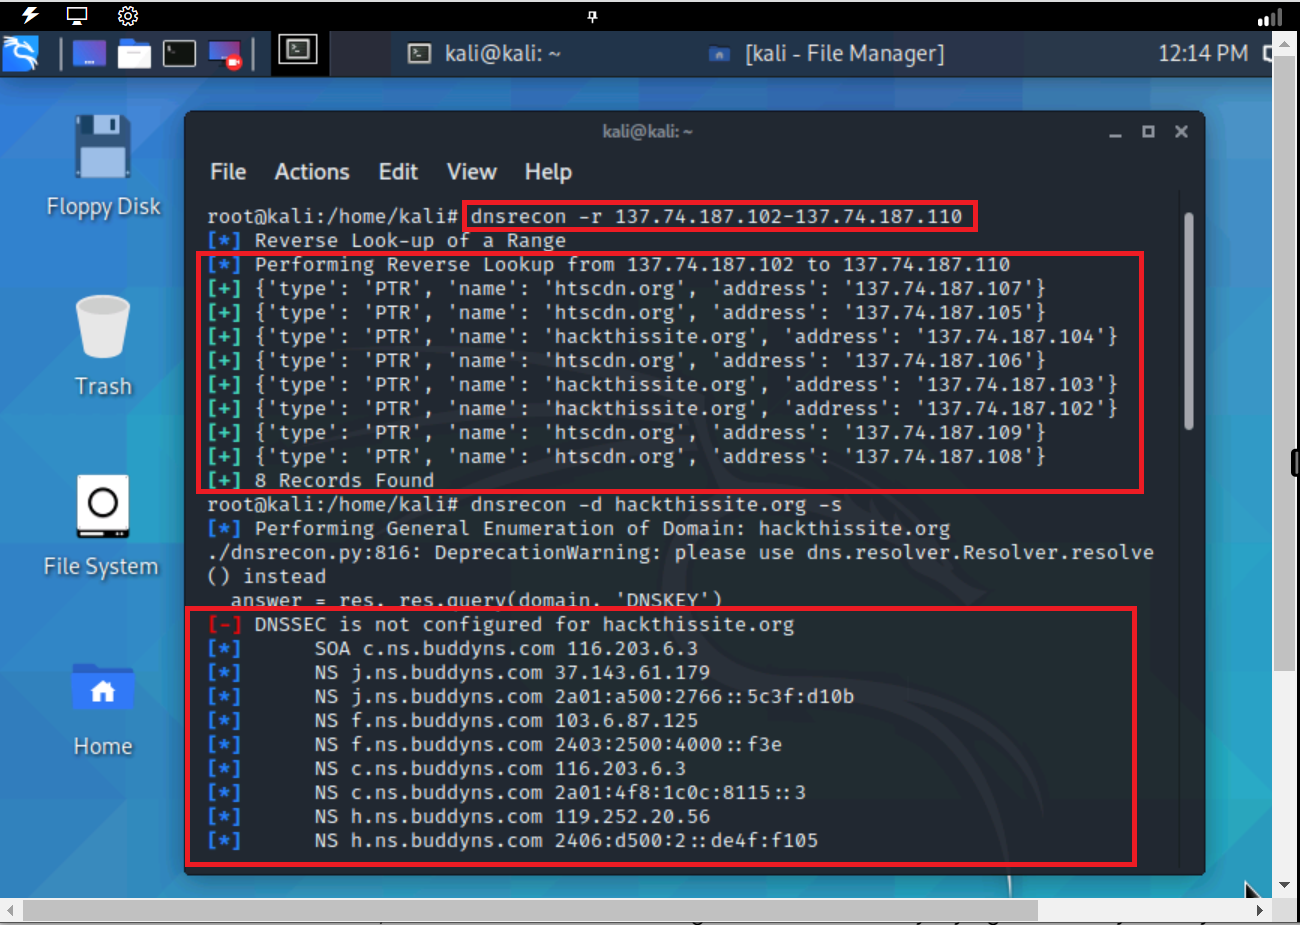 kali@kali: ~
[kali - File Manager]
12:14 PM
Floppy Disk
Trash
File System
Home
kali@kali: ~
File Actions Edit View Help
root@kali:/home/kali# dnsrecon -r 137.74.187.102-137.74.187.110
[*] Reverse Look-up of a Range
[*] Performing Reverse Lookup from 137.74.187.102 to 137.74.187.110
[+] {'type': 'PTR', 'name': 'htscdn.org', 'address': '137.74.187.107'}
[+] {'type': 'PTR', 'name': 'htscdn.org', 'address': '137.74.187.105'}
[+] {'type': 'PTR', 'name': 'hackthissite.org', 'address': '137.74.187.104'}
[+] {'type': 'PTR', 'name': 'htscdn.org', 'address': '137.74.187.106'}
[+] {'type': 'PTR', 'name': 'hackthissite.org', 'address': '137.74.187.103'}
[+] {'type': 'PTR', 'name': 'hackthissite.org', 'address': '137.74.187.102'}
[+] {'type': 'PTR', 'name': 'htscdn.org', 'address': '137.74.187.109'}
[+] {'type': 'PTR', 'name': 'htscdn.org', 'address': '137.74.187.108'}
[+] 8 Records Found
root@kali:/home/kali# dnsrecon -d hackthissite.org -s
[*] Performing General Enumeration of Domain: hackthissite.org
./dnsrecon.py:816: DeprecationWarning: please use dns.resolver.Resolver.resolve
() instead
answer = res._res.query(domain, 'DNSKEY')
[-] DNSSEC is not configured for hackthissite.org
[*] SOA c.ns.buddyns.com 116.203.6.3
[*] NS j.ns.buddyns.com 37.143.61.179
[*] NS j.ns.buddyns.com 2a01:a500:2766::5c3f:d10b
[*] NS f.ns.buddyns.com 103.6.87.125
[*] NS f.ns.buddyns.com 2403:2500:4000::f3e
[*] NS c.ns.buddyns.com 116.203.6.3
[*] NS c.ns.buddyns.com 2a01:4f8:1c0c:8115::3
[*] NS h.ns.buddyns.com 119.252.20.56
[*] NS h.ns.buddyns.com 2406:d500:2::de4f:f105